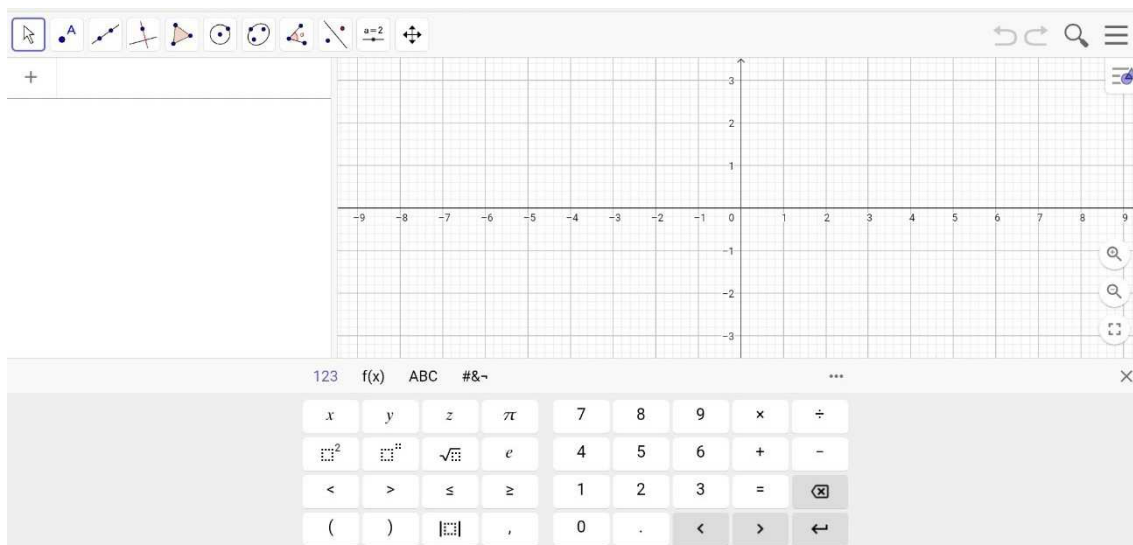 A a=2
+
3
2
1
−9 −8 −7 −6 −5 −4 −3 −2 −1 0 1 2 3 4 5 6 7 8 9
−1
−2
−3
123 f(x) ABC #&¬ ...
x y z π 7 8 9 × ÷
□² □^□ √□ e 4 5 6 + −
< > ≤ ≥ 1 2 3 =
( ) |□| , 0 . < >